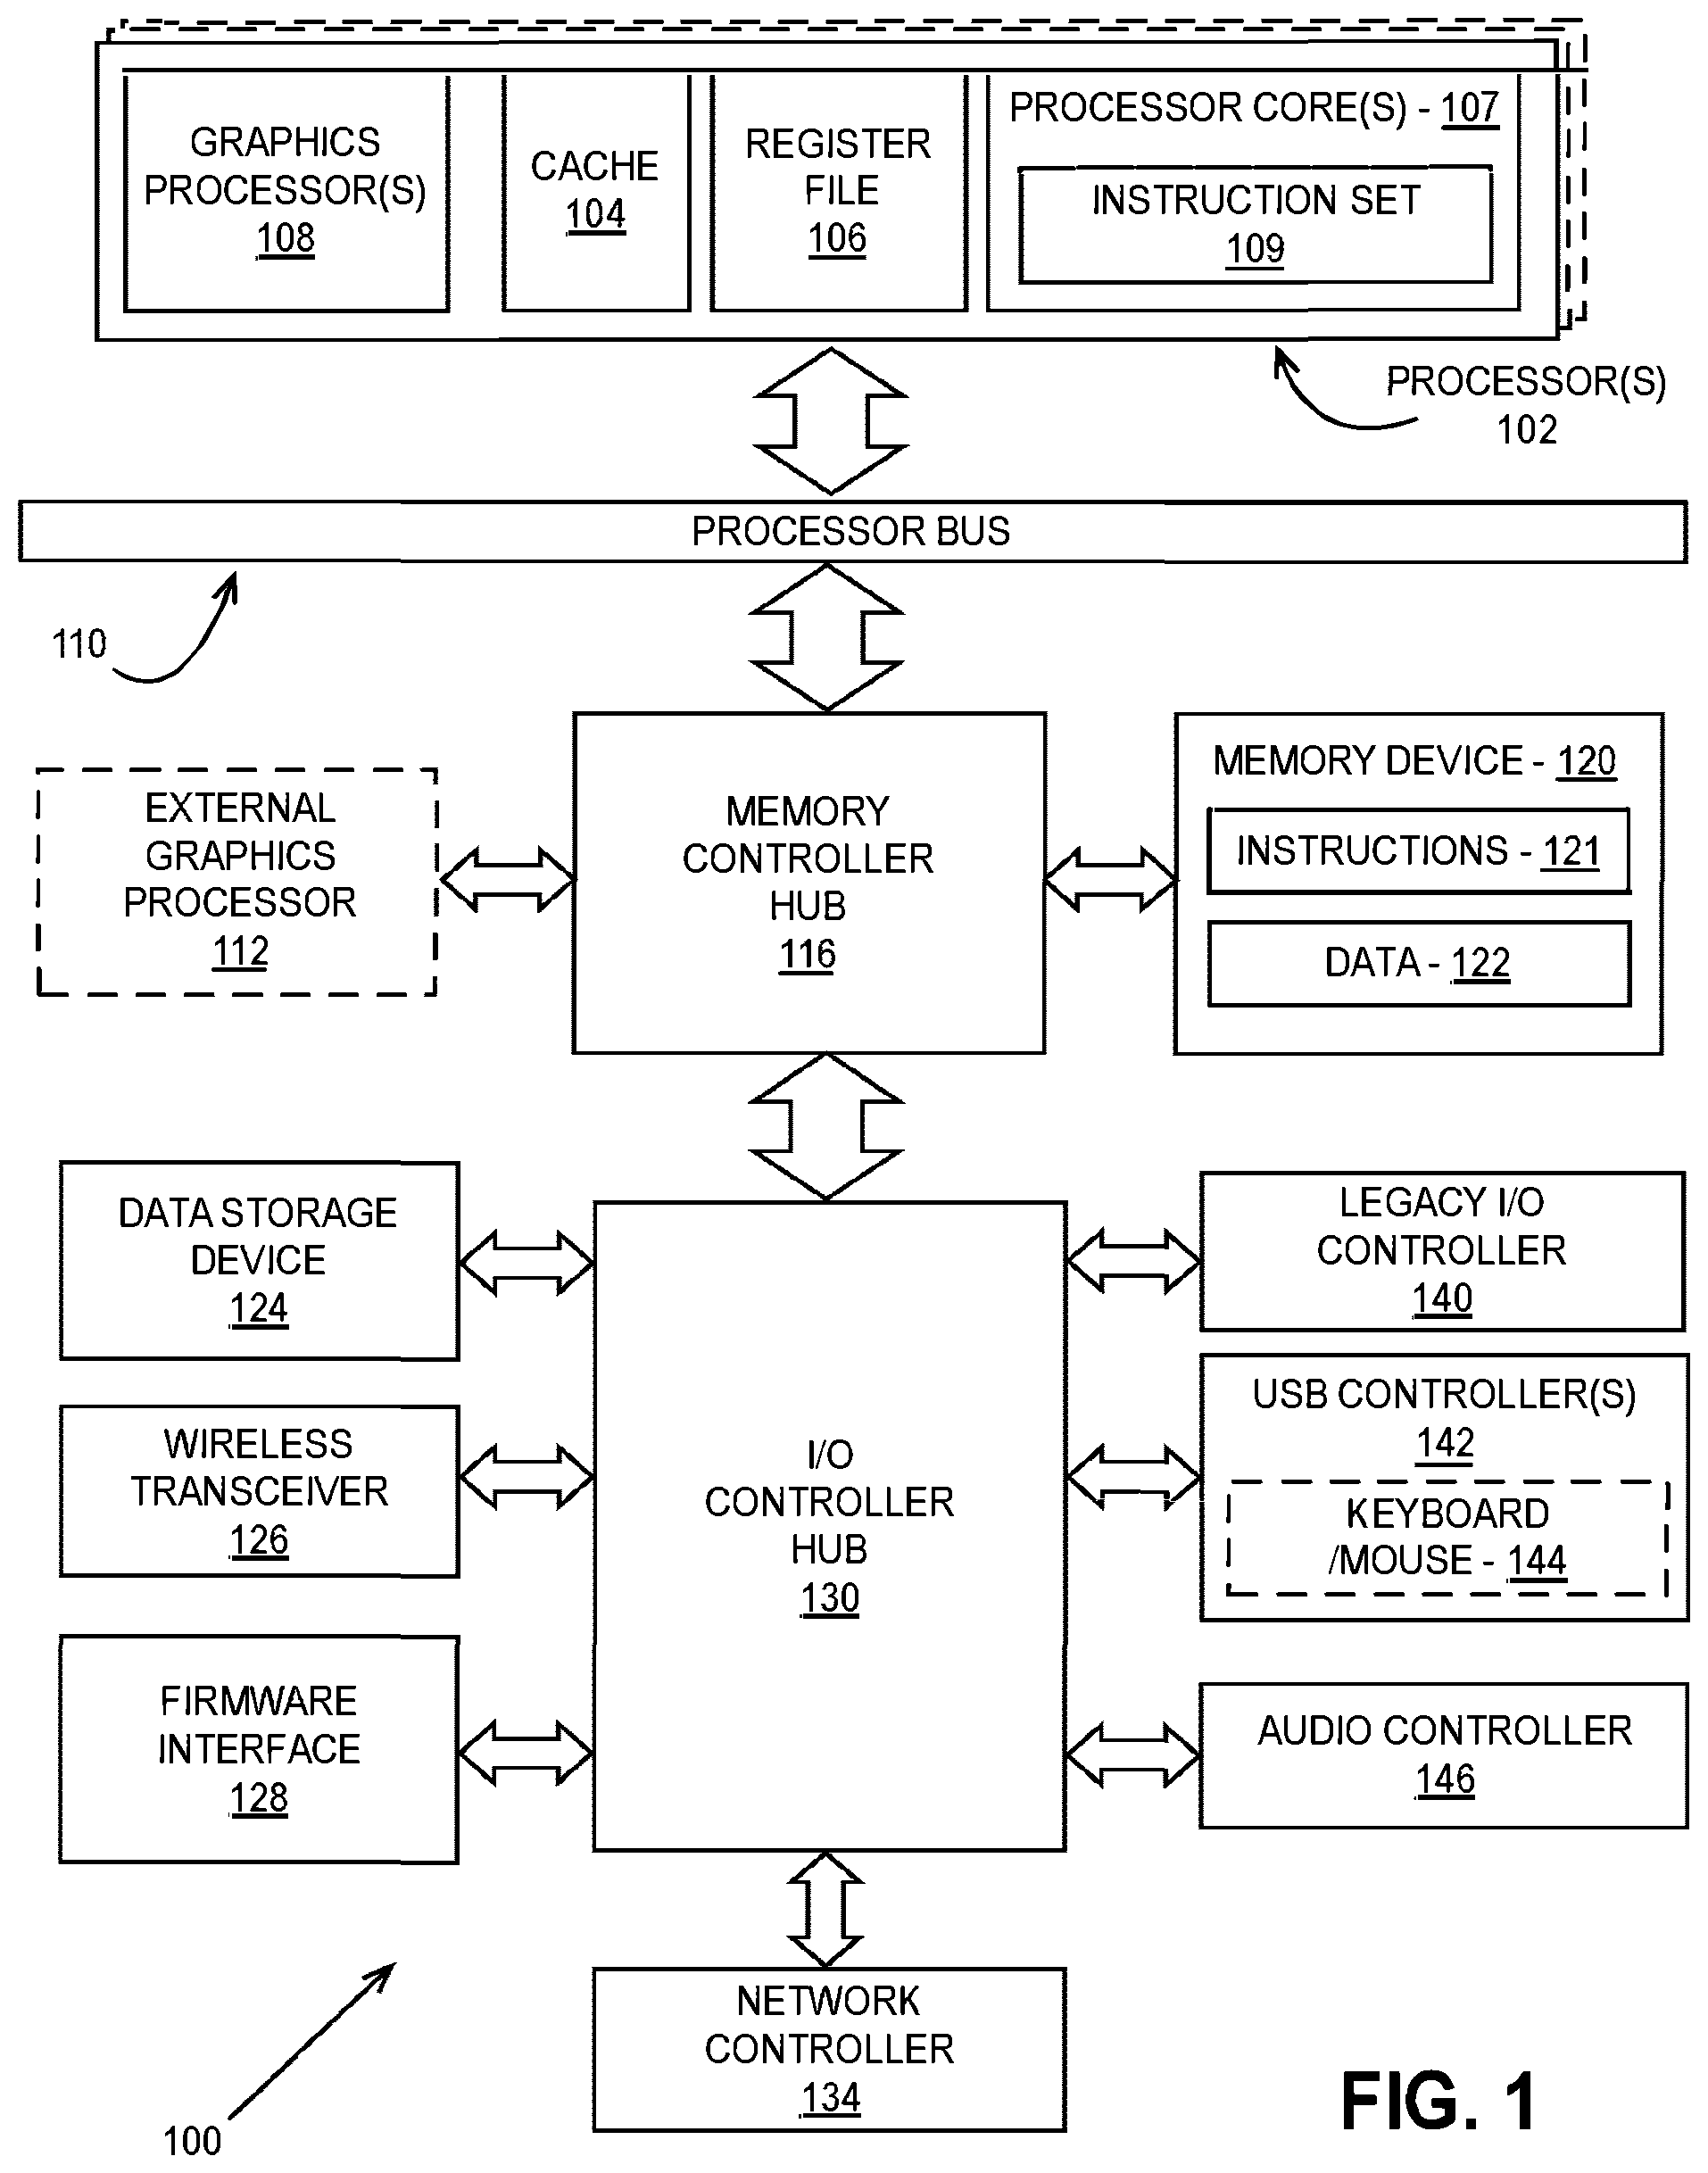 GRAPHICS
PROCESSOR(S)
108
CACHE
104
REGISTER
FILE
106
PROCESSOR CORE(S) - 107
INSTRUCTION SET
109
PROCESSOR(S)
102
PROCESSOR BUS
110
EXTERNAL
GRAPHICS
PROCESSOR
112
MEMORY
CONTROLLER
HUB
116
MEMORY DEVICE - 120
INSTRUCTIONS - 121
DATA - 122
DATA STORAGE
DEVICE
124
WIRELESS
TRANSCEIVER
126
FIRMWARE
INTERFACE
128
I/O
CONTROLLER
HUB
130
LEGACY I/O
CONTROLLER
140
USB CONTROLLER(S)
142
KEYBOARD
/MOUSE - 144
AUDIO CONTROLLER
146
NETWORK
CONTROLLER
134
100
FIG. 1